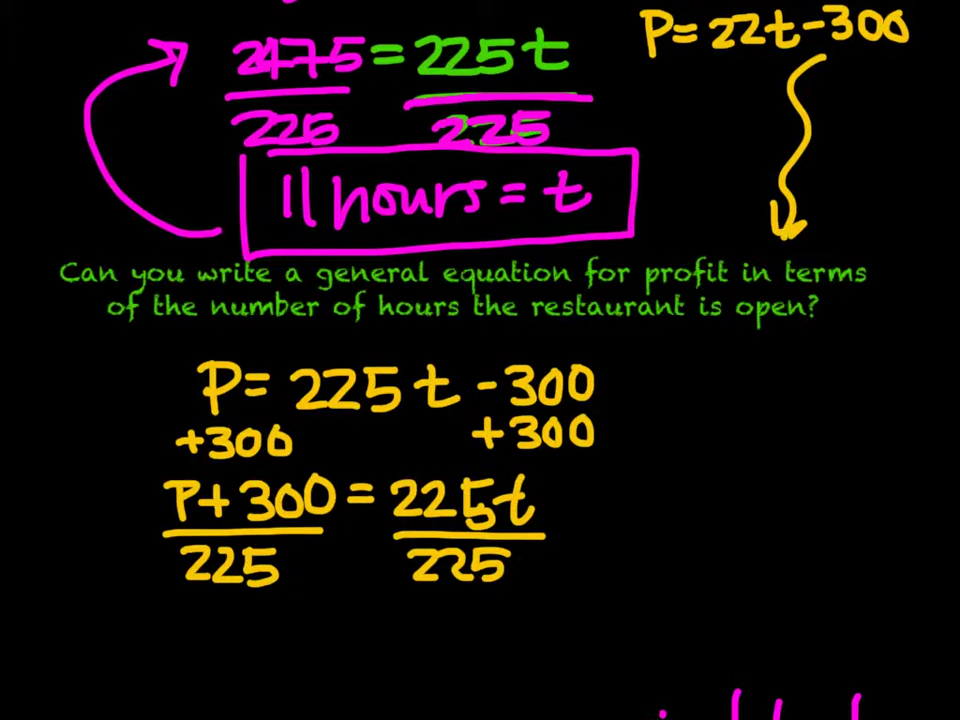 2475 = 225t
225 225
11 hours = t
P = 22t - 300
Can you write a general equation for profit in terms
of the number of hours the restaurant is open?
P = 225t - 300
+300 +300
P + 300 = 225t
225 225